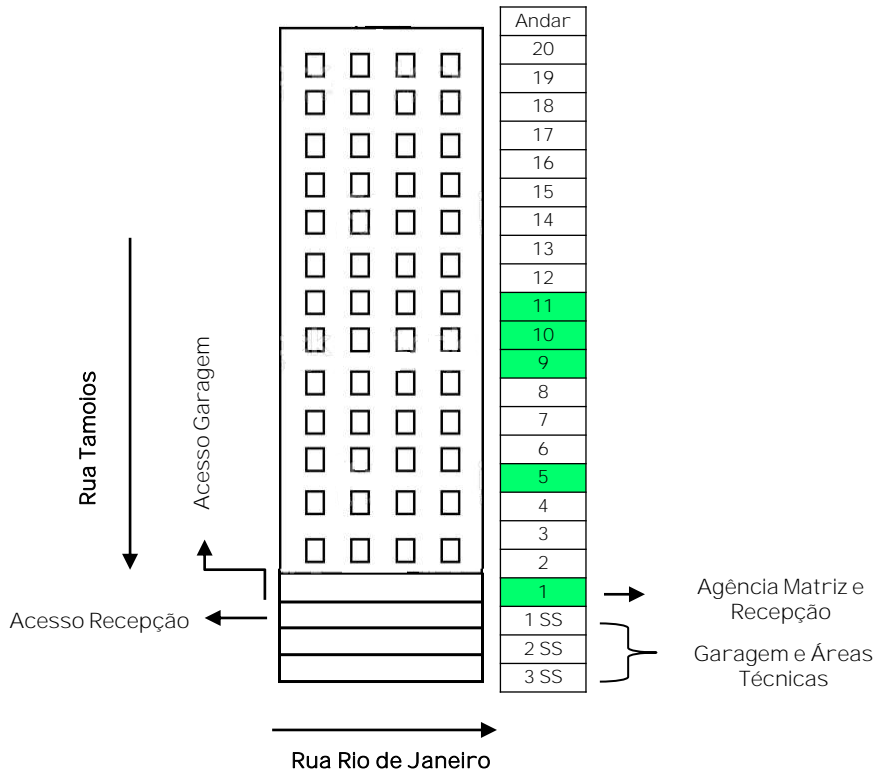 Andar
20
19
18
17
16
15
14
13
12
11
10
9
8
7
6
5
4
3
2
1
1 SS
2 SS
3 SS
Rua Tamoios
Acesso Garagem
Acesso Recepção
Agência Matriz e
Recepção
Garagem e Áreas
Técnicas
Rua Rio de Janeiro